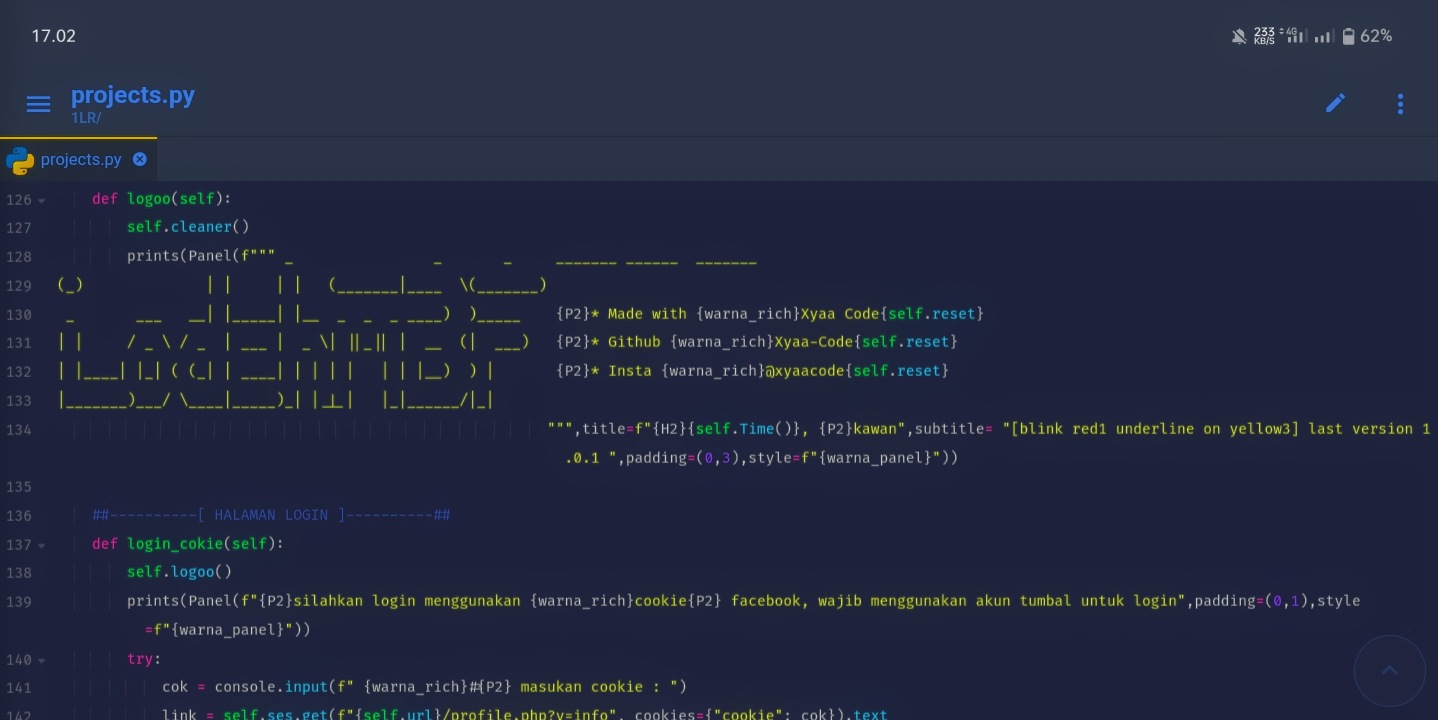 17.02
233 KB/S 4G 62%
projects.py
1LR/
projects.py
126 def logoo(self):
127 self.cleaner()
128 prints(Panel(f""" _ _ _ _______ ______ _______
129 (_) | | | | (_______|____ \(_______)
130 _ ___ __| |_____| |__ _ _ _ ____) )_____ {P2}* Made with {warna_rich}Xyaa Code{self.reset}
131 | | / _ \ / _ | ___ | _ \| ||_|| | __ (| ___) {P2}* Github {warna_rich}Xyaa-Code{self.reset}
132 | |____| |_| ( (_| | ____| | | | | | | |__) ) | {P2}* Insta {warna_rich}@xyaacode{self.reset}
133 |_______)___/ \____|_____)_| |_|_| |_|______/|_|
134 """,title=f"{H2}{self.Time()}, {P2}kawan",subtitle= "[blink red1 underline on yellow3] last version 1
.0.1 ",padding=(0,3),style=f"{warna_panel}"))
135
136 ##----------[ HALAMAN LOGIN ]----------##
137 def login_cokie(self):
138 self.logoo()
139 prints(Panel(f"{P2}silahkan login menggunakan {warna_rich}cookie{P2} facebook, wajib menggunakan akun tumbal untuk login",padding=(0,1),style
=f"{warna_panel}"))
140 try:
141 cok = console.input(f" {warna_rich}#{P2} masukan cookie : ")
142 link = self.ses.get(f"{self.url}/profile.php?v=info", cookies={"cookie": cok}).text